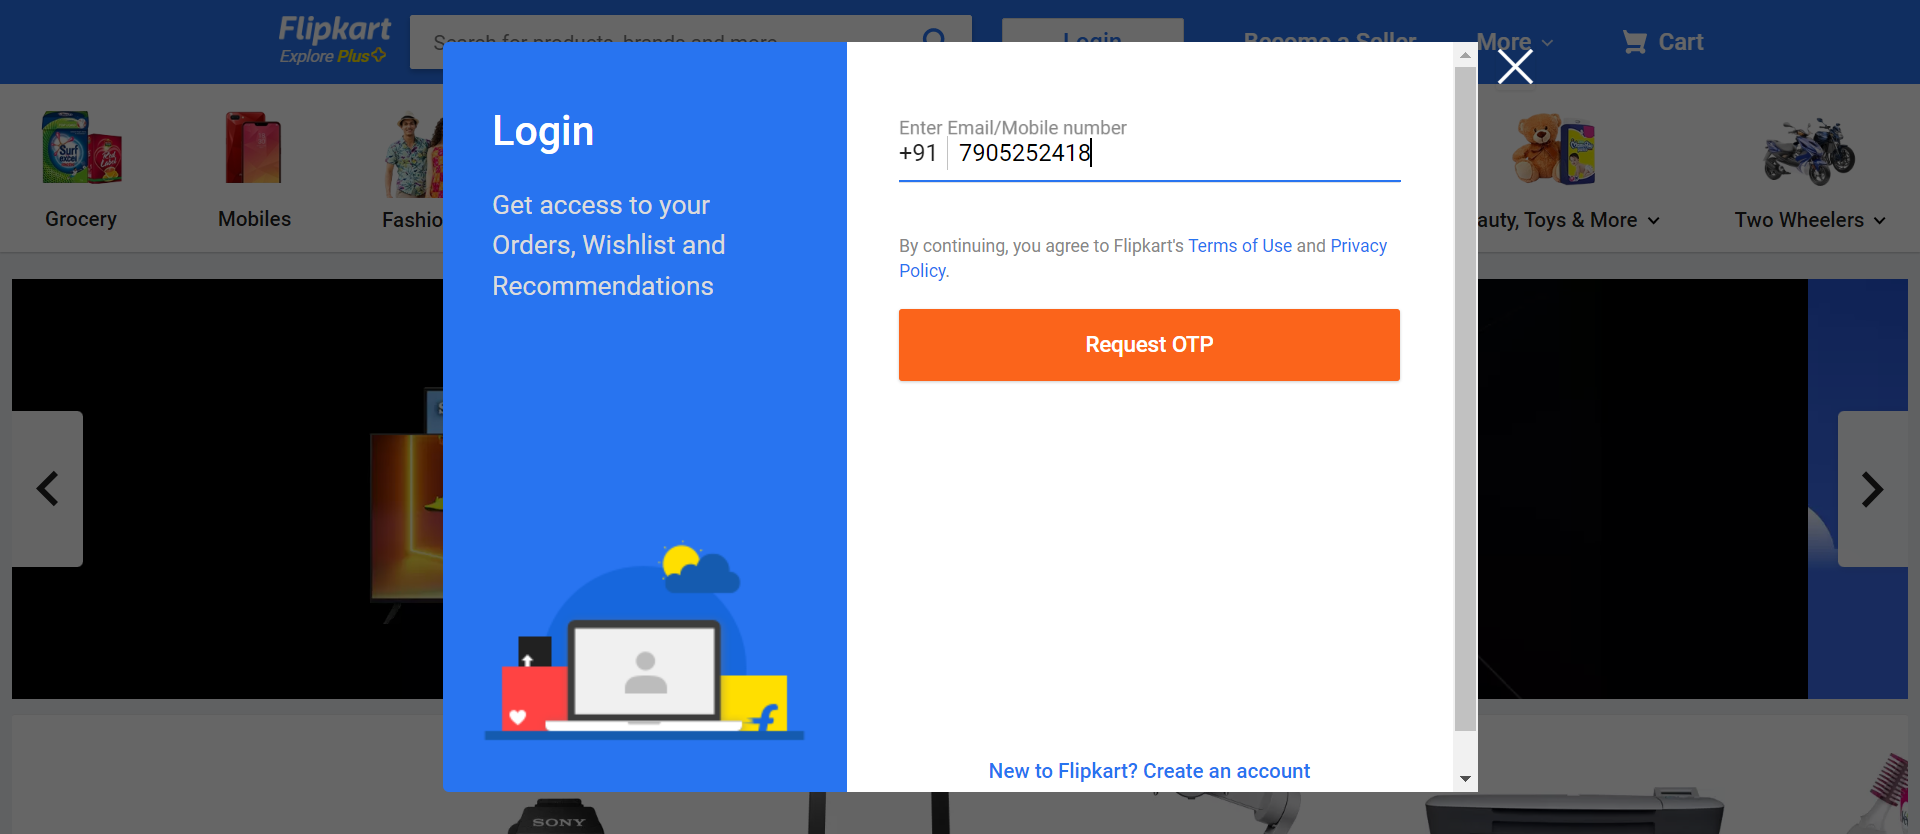 Flipkart
Explore Plus
Search for products, brands and more
Login
Become a Seller
More
Cart
Grocery
Mobiles
Fashio
auty, Toys & More
Two Wheelers
Login
Get access to your
Orders, Wishlist and
Recommendations
Enter Email/Mobile number
+91 7905252418
By continuing, you agree to Flipkart's Terms of Use and Privacy
Policy.
Request OTP
New to Flipkart? Create an account
Surf
excel
SONY